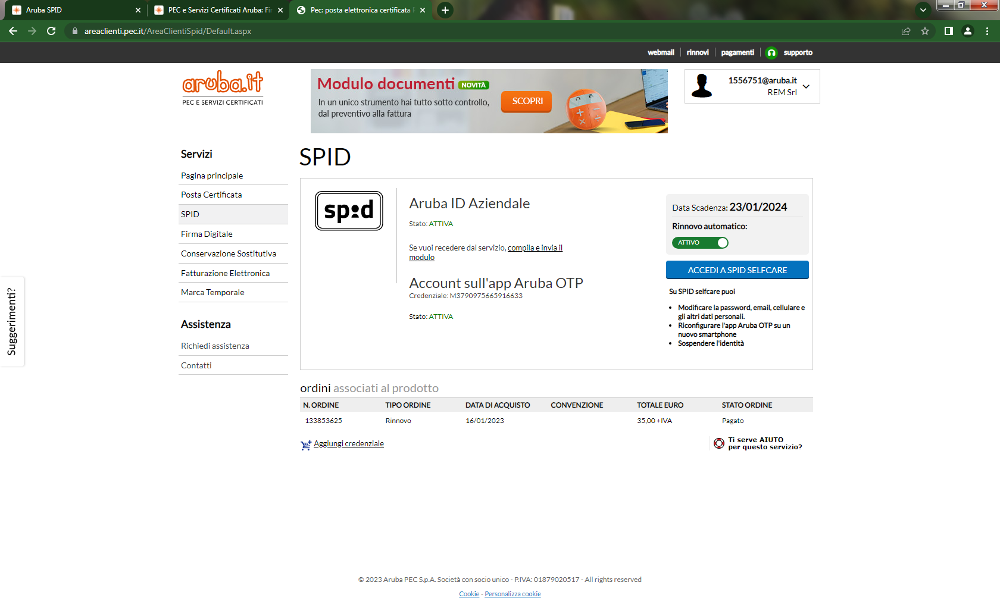 Aruba SPID
PEC e Servizi Certificati Aruba: Fir
Pec: posta elettronica certificata
areaclienti.pec.it/AreaClientiSpid/Default.aspx
webmail
rinnovi
pagamenti
supporto
aruba.it
PEC E SERVIZI CERTIFICATI
Modulo documenti NOVITÀ
In un unico strumento hai tutto sotto controllo,
dal preventivo alla fattura
SCOPRI
1556751@aruba.it
REM Srl
Servizi
Pagina principale
Posta Certificata
SPID
Firma Digitale
Conservazione Sostitutiva
Fatturazione Elettronica
Marca Temporale
Assistenza
Richiedi assistenza
Contatti
Suggerimenti?
SPID
spid
Aruba ID Aziendale
Stato: ATTIVA
Se vuoi recedere dal servizio, compila e invia il
modulo
Account sull'app Aruba OTP
Credenziale: M3790975665916633
Stato: ATTIVA
Data Scadenza: 23/01/2024
Rinnovo automatico:
ATTIVO
ACCEDI A SPID SELFCARE
Su SPID selfcare puoi
• Modificare la password, email, cellulare e
gli altri dati personali.
• Riconfigurare l'app Aruba OTP su un
nuovo smartphone
• Sospendere l'identità
ordini associati al prodotto
N. ORDINE TIPO ORDINE DATA DI ACQUISTO CONVENZIONE TOTALE EURO STATO ORDINE
133853625 Rinnovo 16/01/2023 35,00 +IVA Pagato
Aggiungi credenziale
Ti serve AIUTO
per questo servizio?
© 2023 Aruba PEC S.p.A. Società con socio unico - P.IVA: 01879020517 - All rights reserved
Cookie - Personalizza cookie